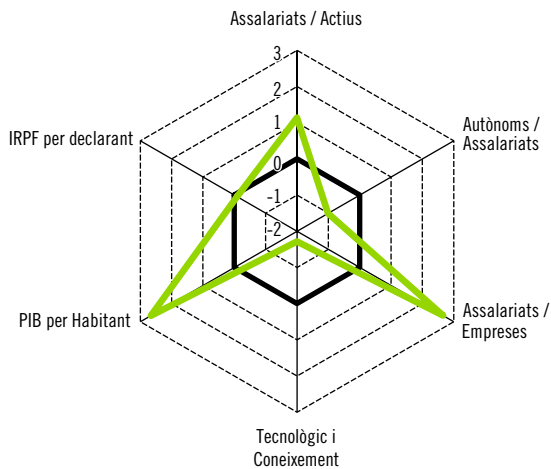 Assalariats / Actius
3
2
1
0
-1
-2
IRPF per declarant
Autònoms /
Assalariats
PIB per Habitant
Assalariats /
Empreses
Tecnològic i
Coneixement